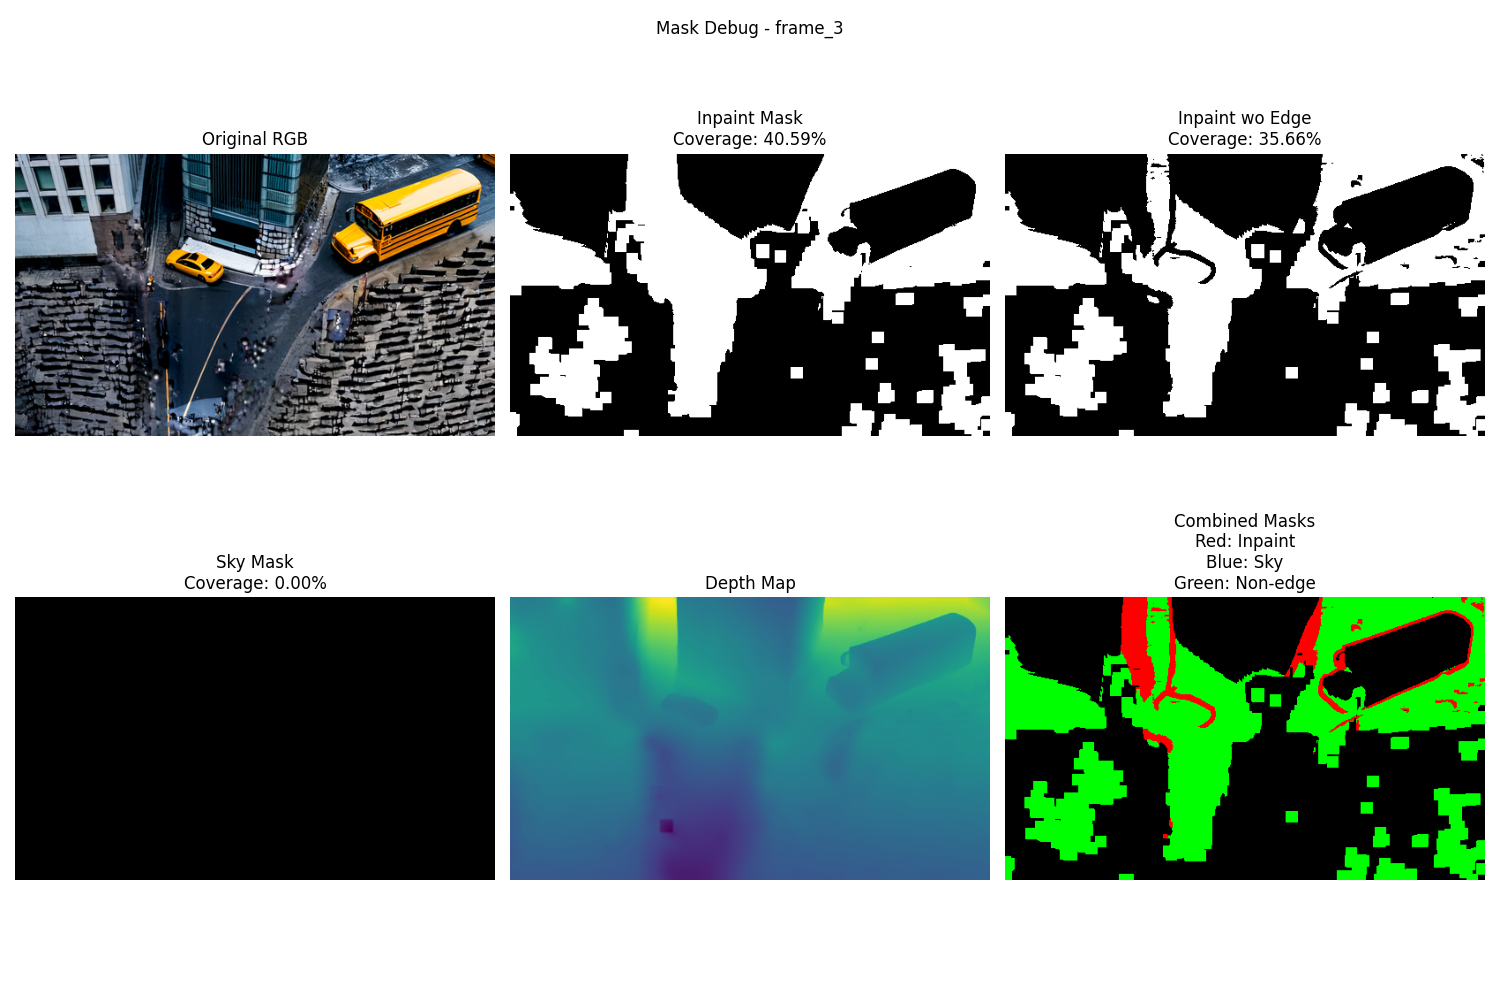 Mask Debug - frame_3
Original RGB
Inpaint Mask
Coverage: 40.59%
Inpaint wo Edge
Coverage: 35.66%
Sky Mask
Coverage: 0.00%
Depth Map
Combined Masks
Red: Inpaint
Blue: Sky
Green: Non-edge